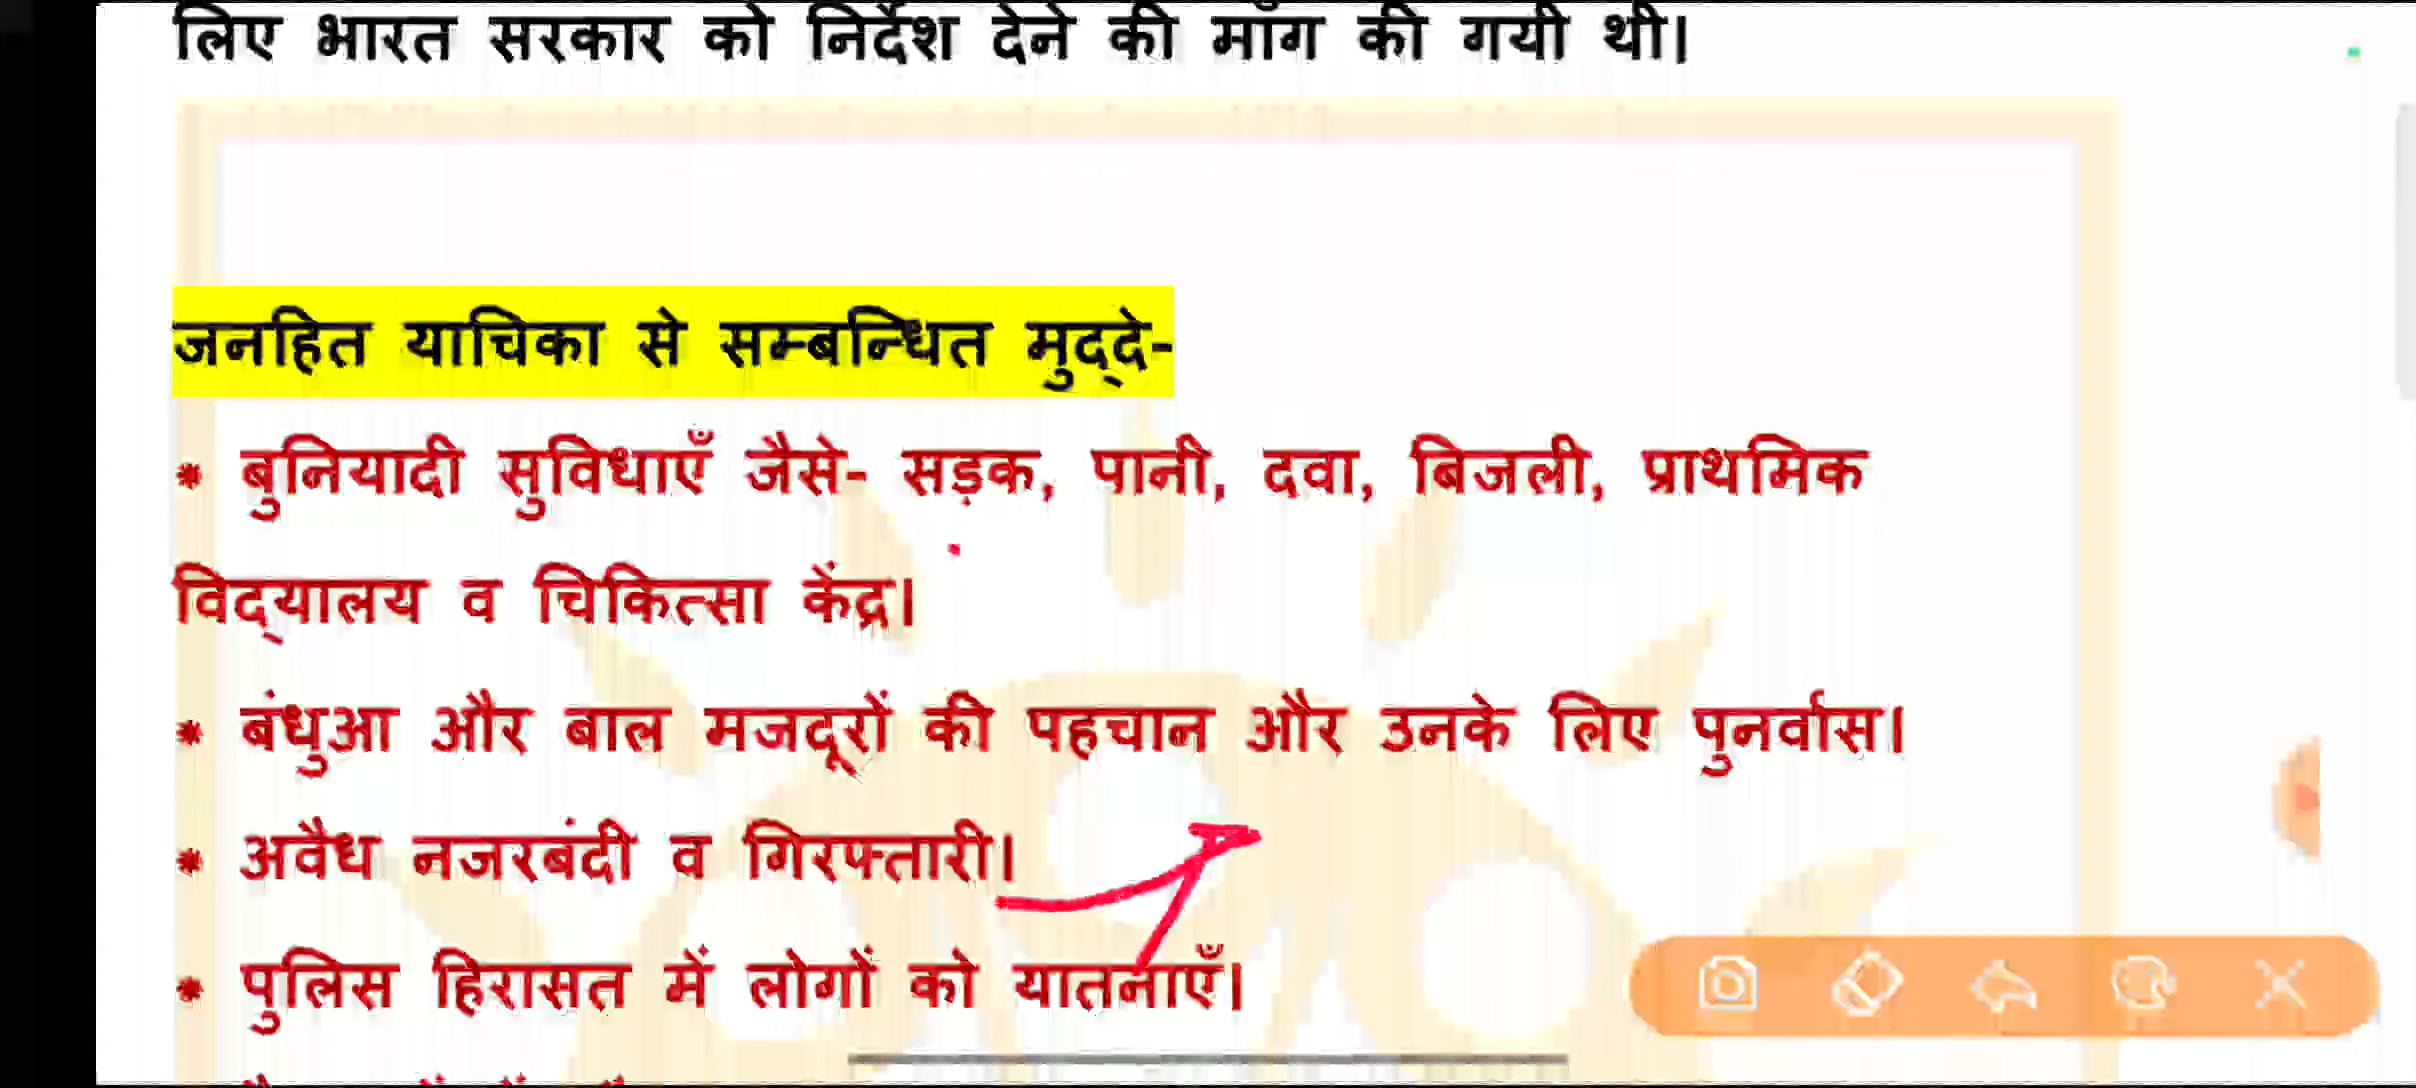 लिए भारत सरकार को निर्देश देने की माँग की गयी थी।
जनहित याचिका से सम्बन्धित मुद्दे-
* बुनियादी सुविधाएँ जैसे- सड़क, पानी, दवा, बिजली, प्राथमिक
विद्यालय व चिकित्सा केंद्र।
* बंधुआ और बाल मजदूरों की पहचान और उनके लिए पुनर्वास।
* अवैध नजरबंदी व गिरफ्तारी।
* पुलिस हिरासत में लोगों को यातनाएँ।